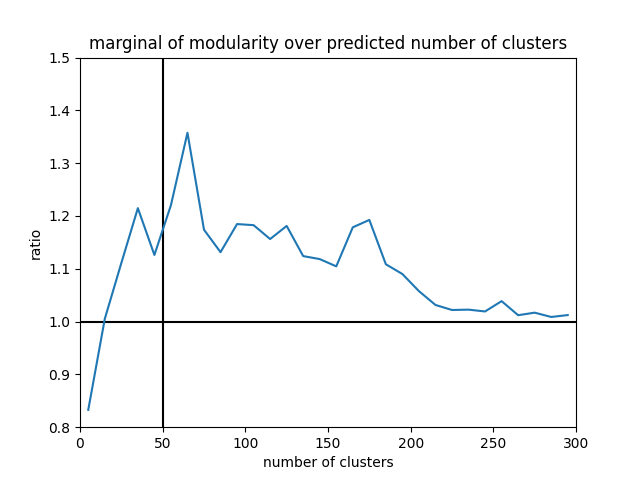 marginal of modularity over predicted number of clusters
1.5
1.4
1.3
1.2
1.1
1.0
0.9
0.8
ratio
0 50 100 150 200 250 300
number of clusters